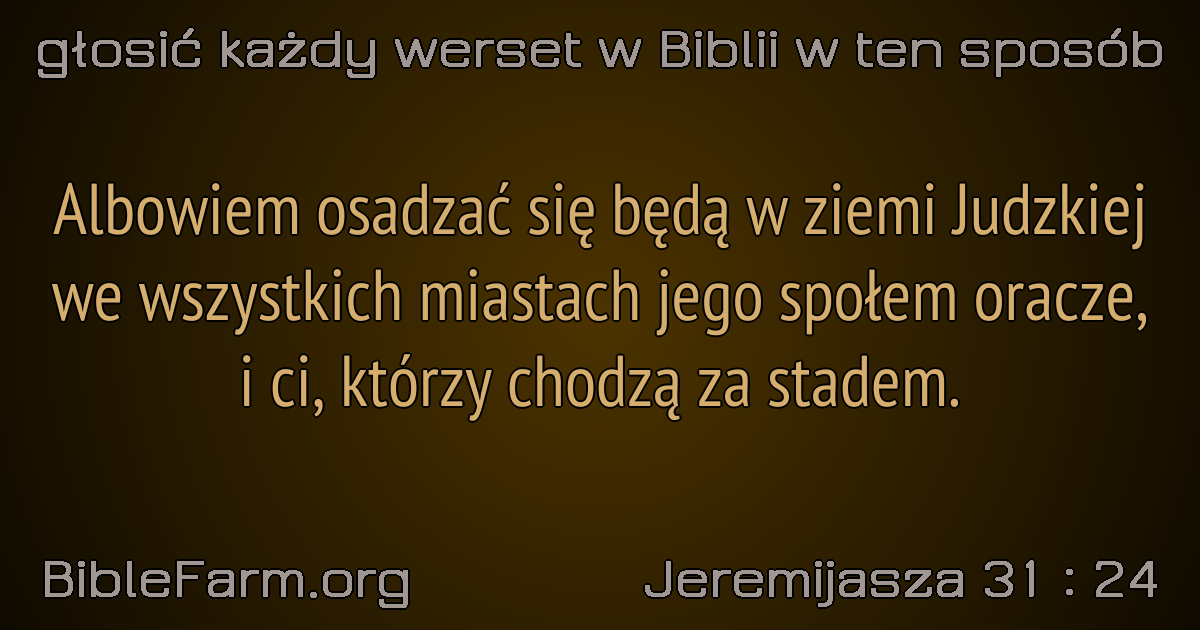 głosić każdy werset w Biblii w ten sposób
Albowiem osadzać się będą w ziemi Judzkiej
we wszystkich miastach jego społem oracze,
i ci, którzy chodzą za stadem.
BibleFarm.org
Jeremijasza 31 : 24